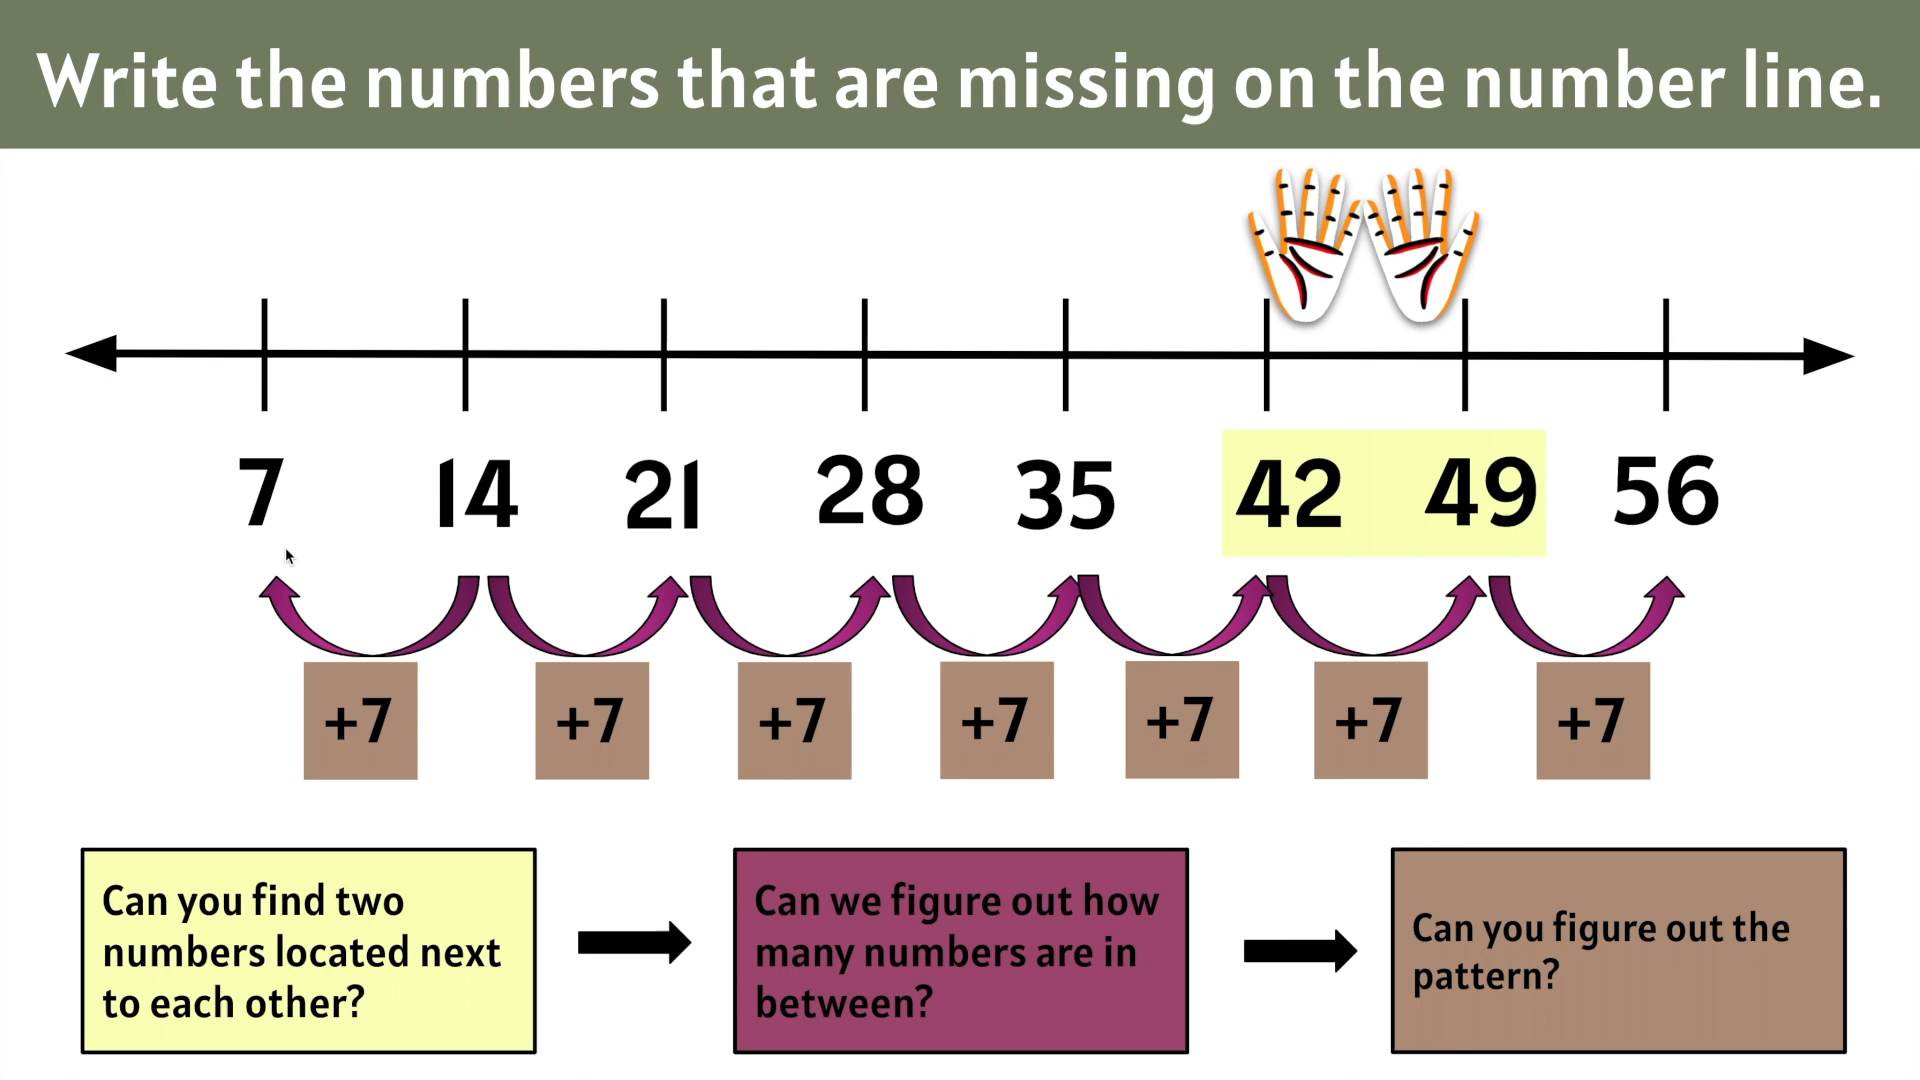 Write the numbers that are missing on the number line.
7 14 21 28 35 42 49 56
+7 +7 +7 +7 +7 +7 +7
Can you find two
numbers located next
to each other?
Can we figure out how
many numbers are in
between?
Can you figure out the
pattern?